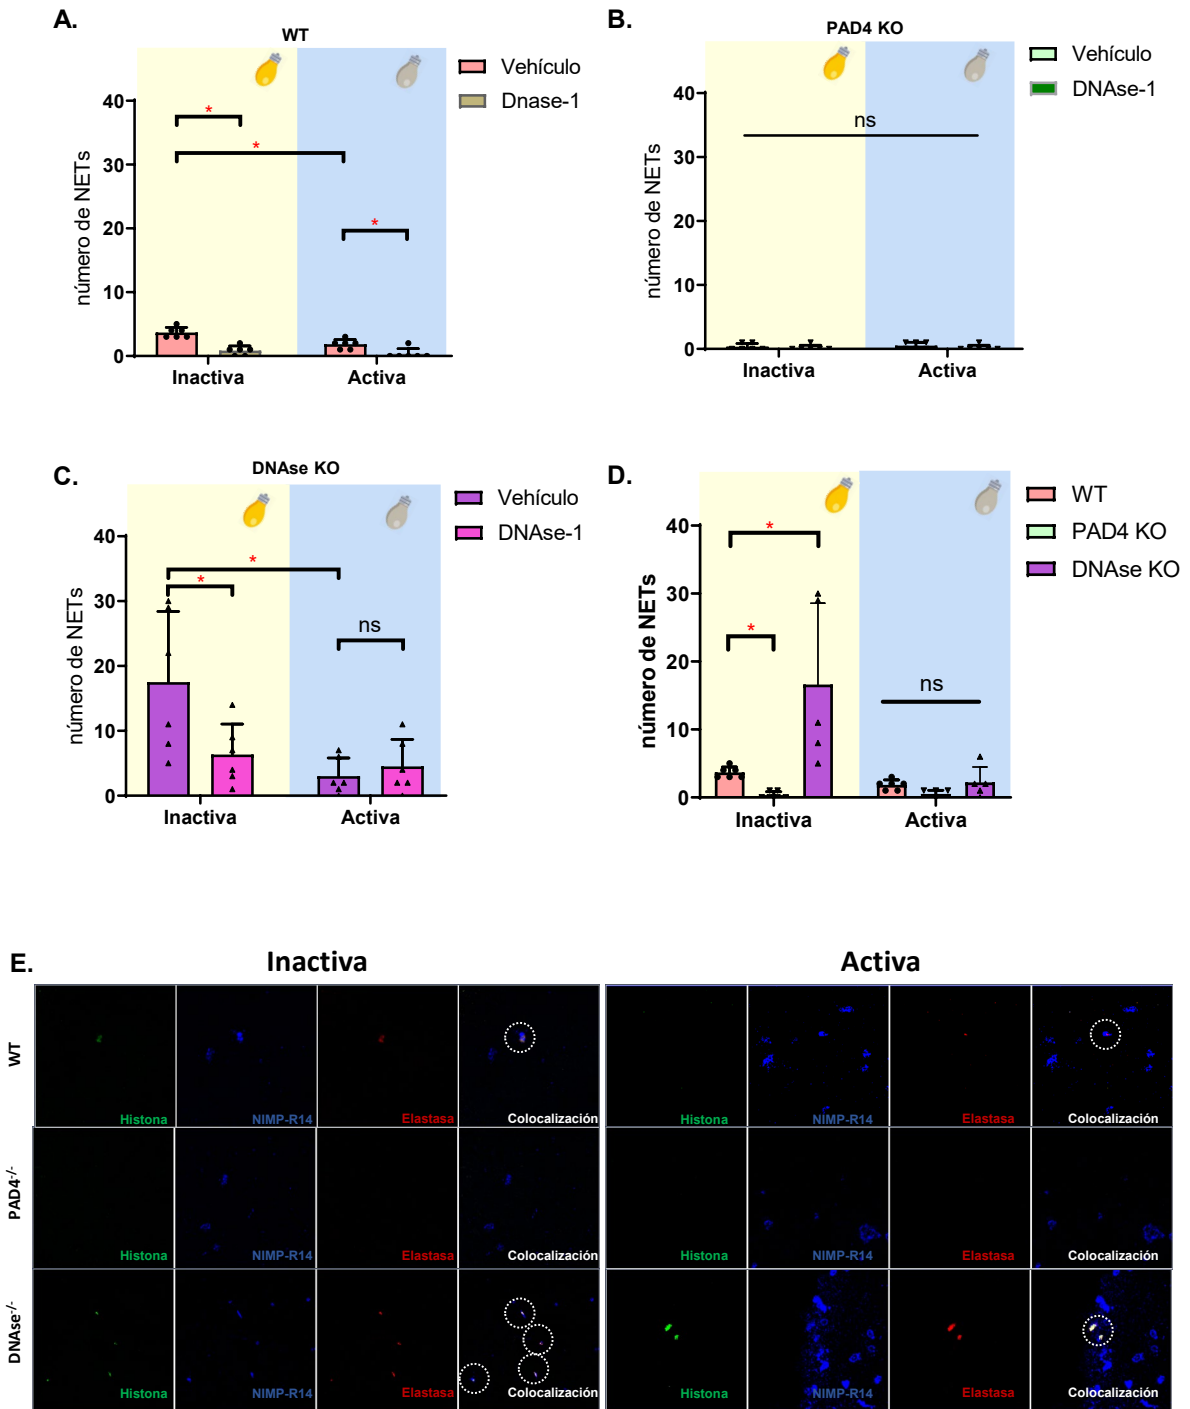 A.
WT
Vehículo
Dnase-1
número de NETs
40
30
20
10
0
*
*
*
Inactiva
Activa
B.
PAD4 KO
Vehículo
DNAse-1
número de NETs
40
30
20
10
0
ns
Inactiva
Activa
C.
DNAse KO
Vehículo
DNAse-1
número de NETs
40
30
20
10
0
*
*
ns
Inactiva
Activa
D.
WT
PAD4 KO
DNAse KO
número de NETs
40
30
20
10
0
*
*
ns
Inactiva
Activa
E.
Inactiva
Activa
WT
Histona
NIMP-R14
Elastasa
Colocalización
Histona
NIMP-R14
Elastasa
Colocalización
PAD4-/-
Histona
NIMP-R14
Elastasa
Colocalización
Histona
NIMP-R14
Elastasa
Colocalización
DNAse-/-
Histona
NIMP-R14
Elastasa
Colocalización
Histona
NIMP-R14
Elastasa
Colocalización